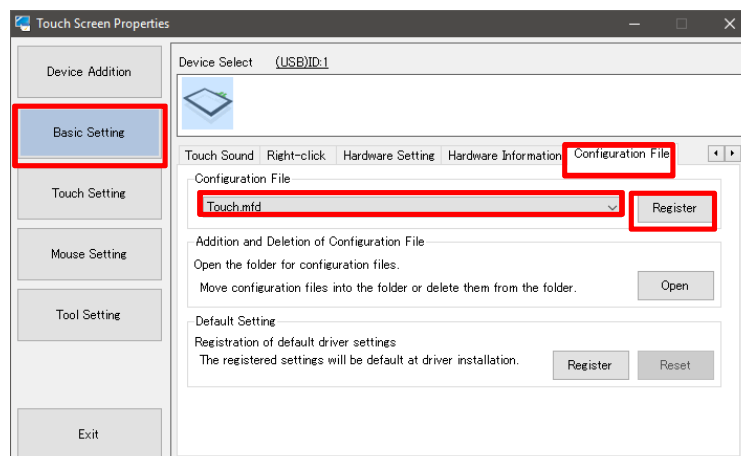 Touch Screen Properties
Device Addition
Basic Setting
Touch Setting
Mouse Setting
Tool Setting
Exit
Device Select (USB)ID:1
Touch Sound Right-click Hardware Setting Hardware Information Configuration File
Configuration File
Touch.mfd
Register
Addition and Deletion of Configuration File
Open the folder for configuration files.
Move configuration files into the folder or delete them from the folder.
Open
Default Setting
Registration of default driver settings
The registered settings will be default at driver installation.
Register Reset